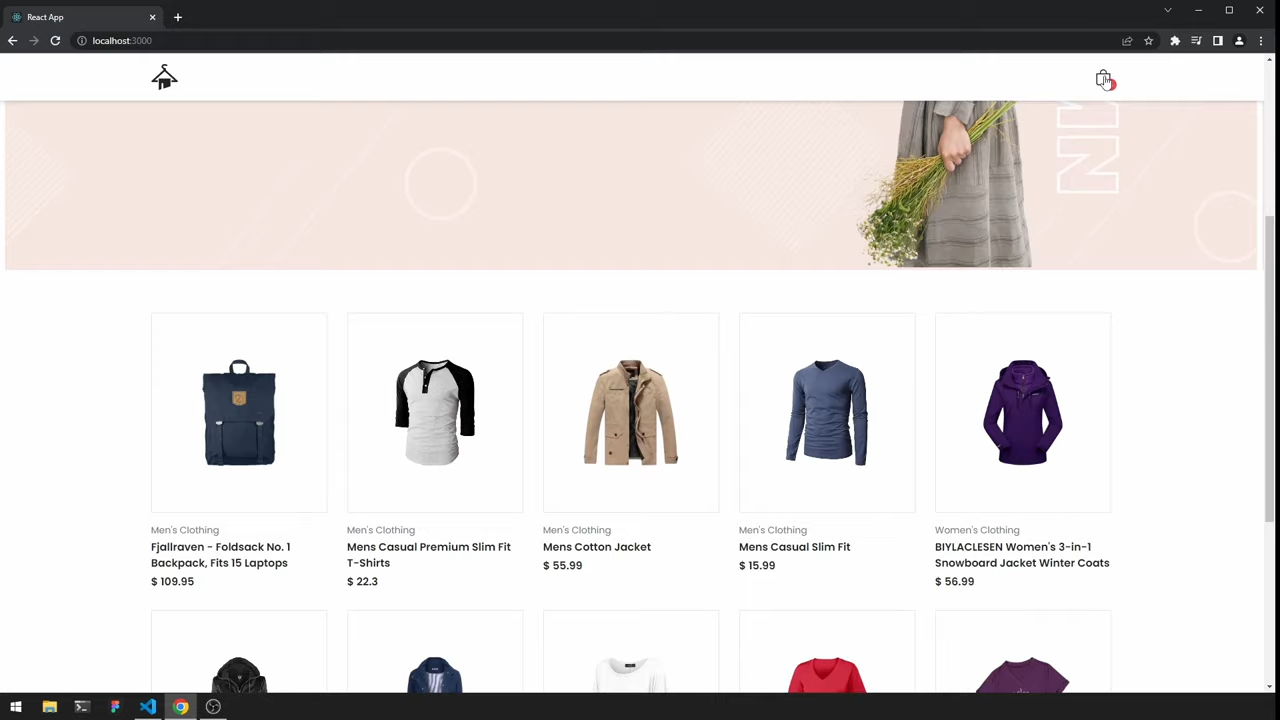 React App
localhost:3000
NEW
Men's Clothing
Fjallraven - Foldsack No. 1
Backpack, Fits 15 Laptops
$ 109.95
Men's Clothing
Mens Casual Premium Slim Fit
T-Shirts
$ 22.3
Men's Clothing
Mens Cotton Jacket
$ 55.99
Men's Clothing
Mens Casual Slim Fit
$ 15.99
Women's Clothing
BIYLACLESEN Women's 3-in-1
Snowboard Jacket Winter Coats
$ 56.99